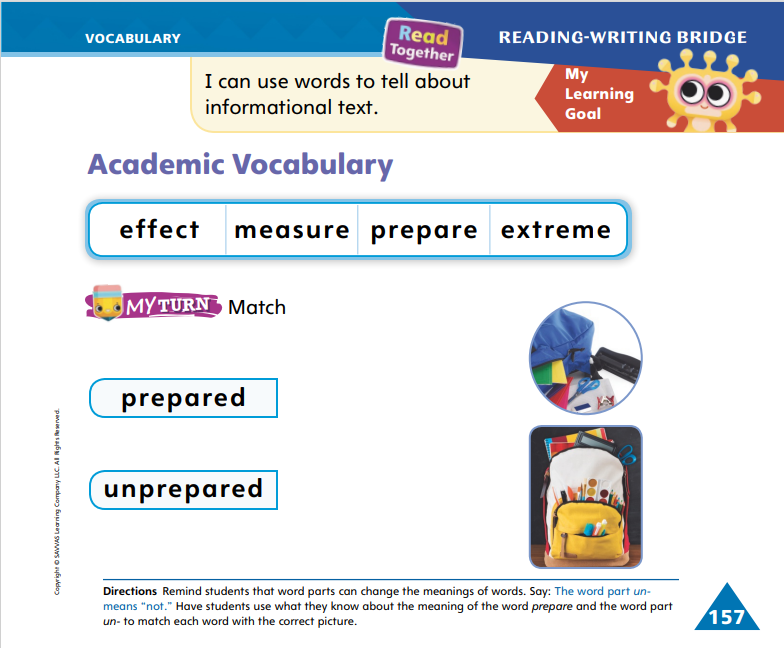 VOCABULARY
Read
Together
READING-WRITING BRIDGE
I can use words to tell about
informational text.
My
Learning
Goal
Academic Vocabulary
effect measure prepare extreme
MY TURN Match
prepared
unprepared
Copyright © SAVVAS Learning Company LLC. All Rights Reserved.
Directions Remind students that word parts can change the meanings of words. Say: The word part un-
means “not.” Have students use what they know about the meaning of the word prepare and the word part
un- to match each word with the correct picture.
157